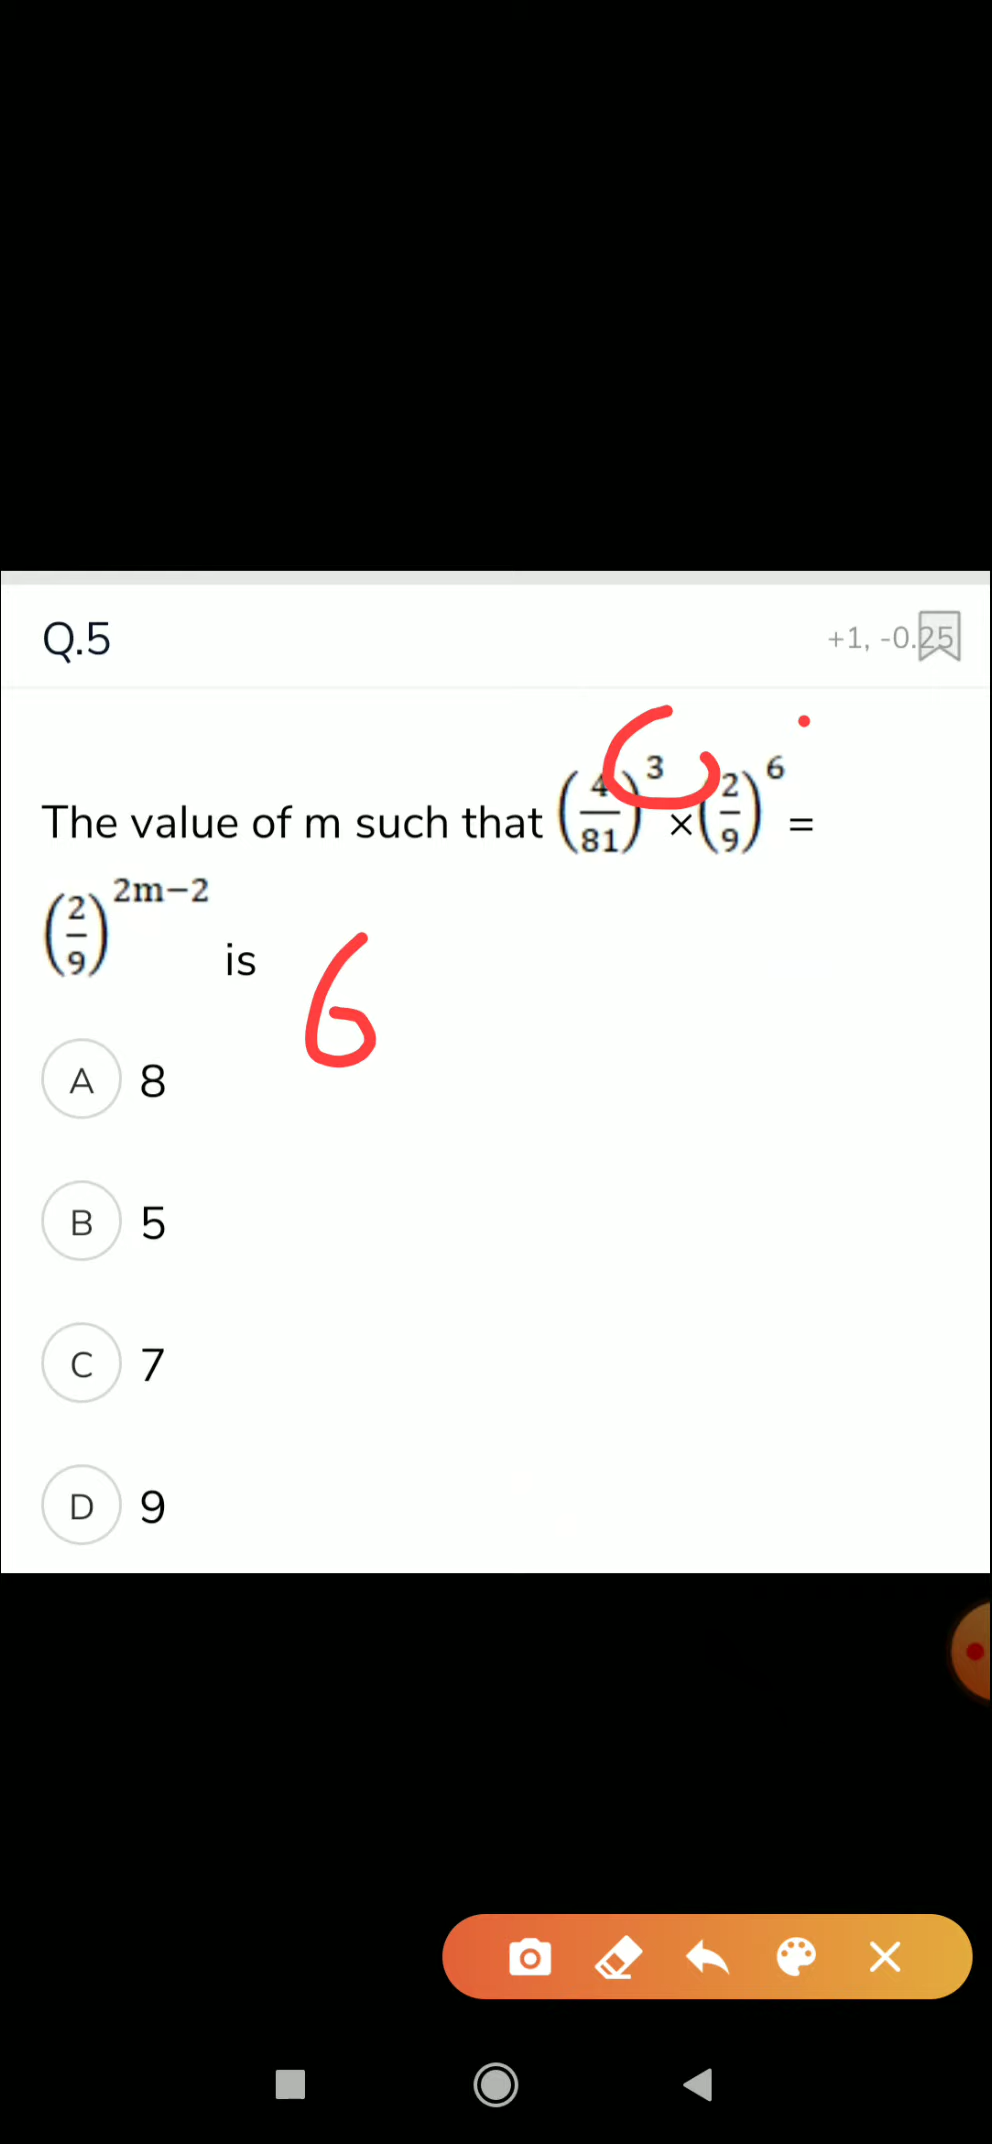 Q.5
+1, -0.25
The value of m such that (4/81)^3 × (2/9)^6 =
(2/9)^2m−2 is
6
A 8
B 5
C 7
D 9